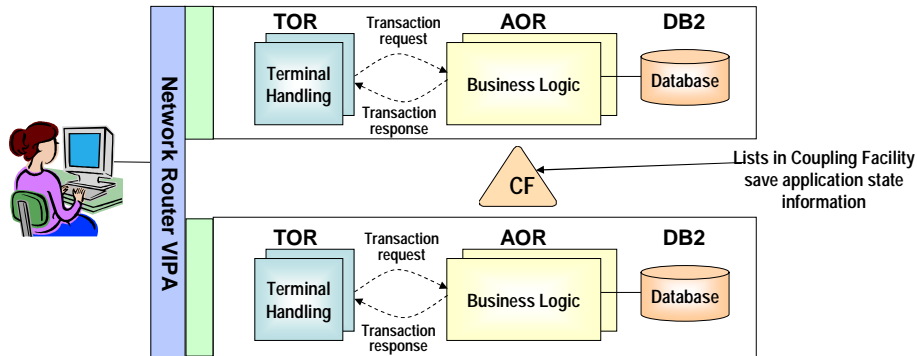 TOR
AOR
DB2
Transaction
request
Terminal
Handling
Business Logic
Database
Transaction
response
Network Router VIPA
CF
Lists in Coupling Facility
save application state
information
TOR
AOR
DB2
Transaction
request
Terminal
Handling
Business Logic
Database
Transaction
response